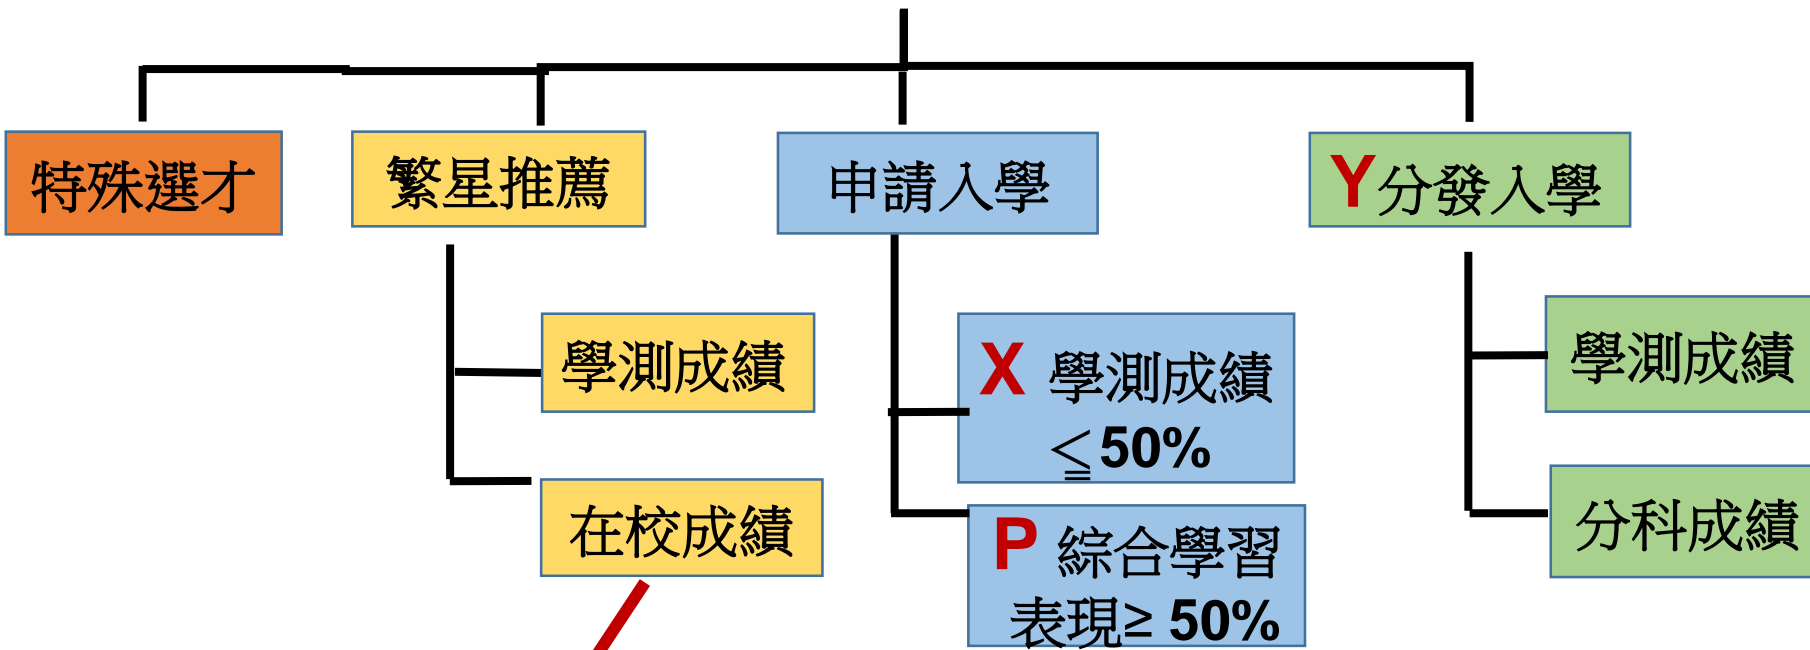 特殊選才
繁星推薦
申請入學
Y分發入學
學測成績
在校成績
X 學測成績
≦50%
P 綜合學習
表現≥ 50%
學測成績
分科成績